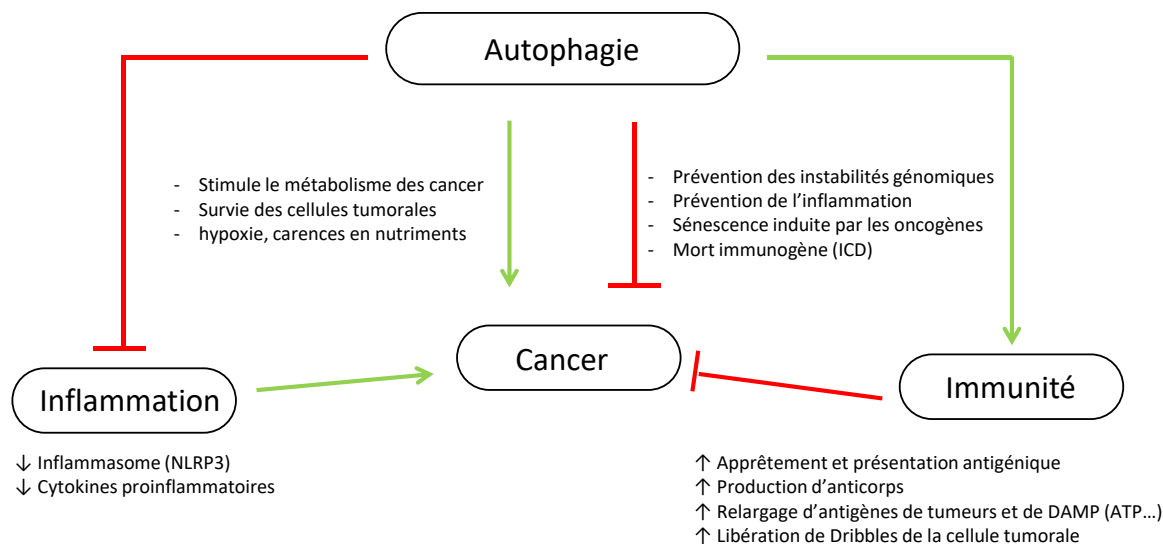 Autophagie
- Stimule le métabolisme des cancer
- Survie des cellules tumorales
- hypoxie, carences en nutriments
- Prévention des instabilités génomiques
- Prévention de l'inflammation
- Sénescence induite par les oncogènes
- Mort immunogène (ICD)
Inflammation
Cancer
Immunité
↓ Inflammasome (NLRP3)
↓ Cytokines proinflammatoires
↑ Apprêtement et présentation antigénique
↑ Production d'anticorps
↑ Relargage d'antigènes de tumeurs et de DAMP (ATP...)
↑ Libération de Dribbles de la cellule tumorale